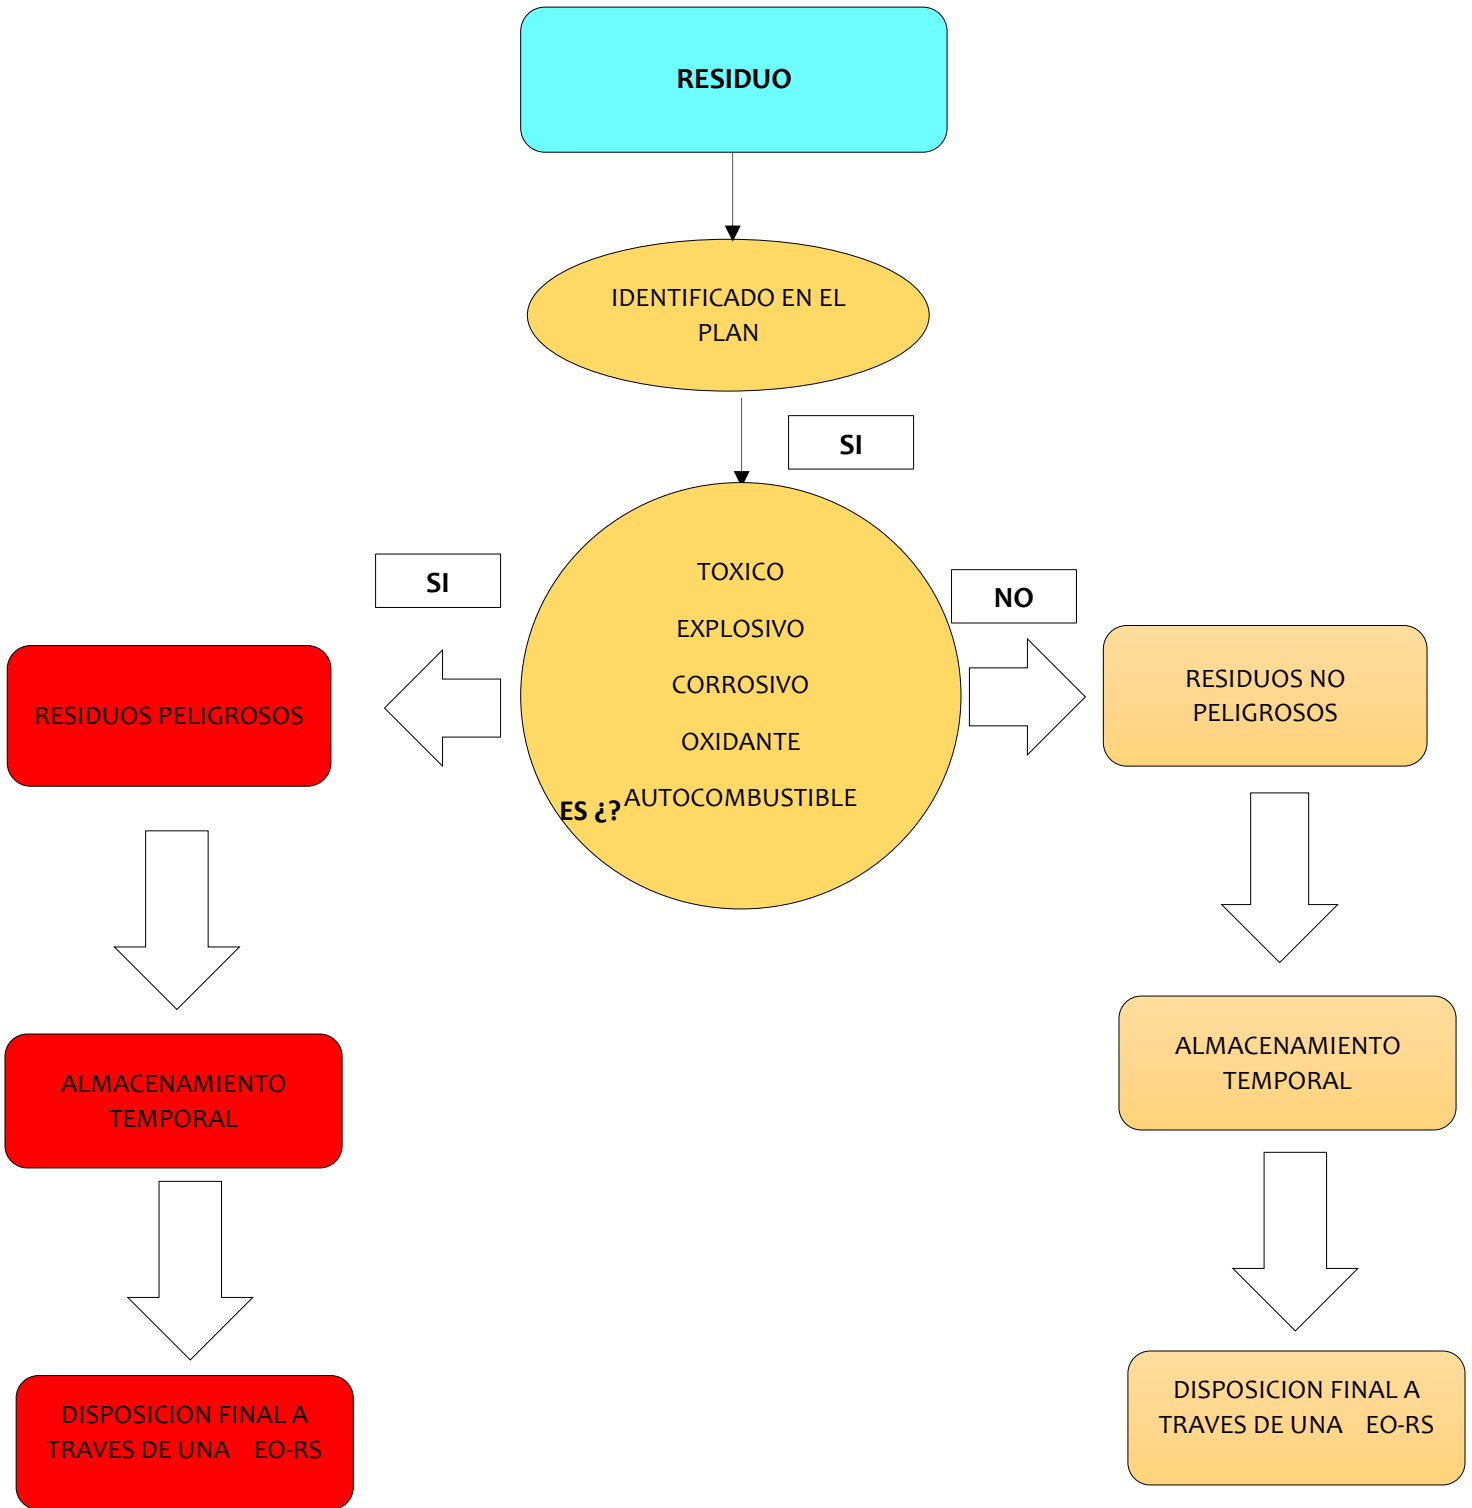 RESIDUO
IDENTIFICADO EN EL
PLAN
SI
SI
TOXICO
EXPLOSIVO
CORROSIVO
OXIDANTE
AUTOCOMBUSTIBLE
ES ¿?
NO
RESIDUOS PELIGROSOS
RESIDUOS NO
PELIGROSOS
ALMACENAMIENTO
TEMPORAL
ALMACENAMIENTO
TEMPORAL
DISPOSICION FINAL A
TRAVES DE UNA EO-RS
DISPOSICION FINAL A
TRAVES DE UNA EO-RS